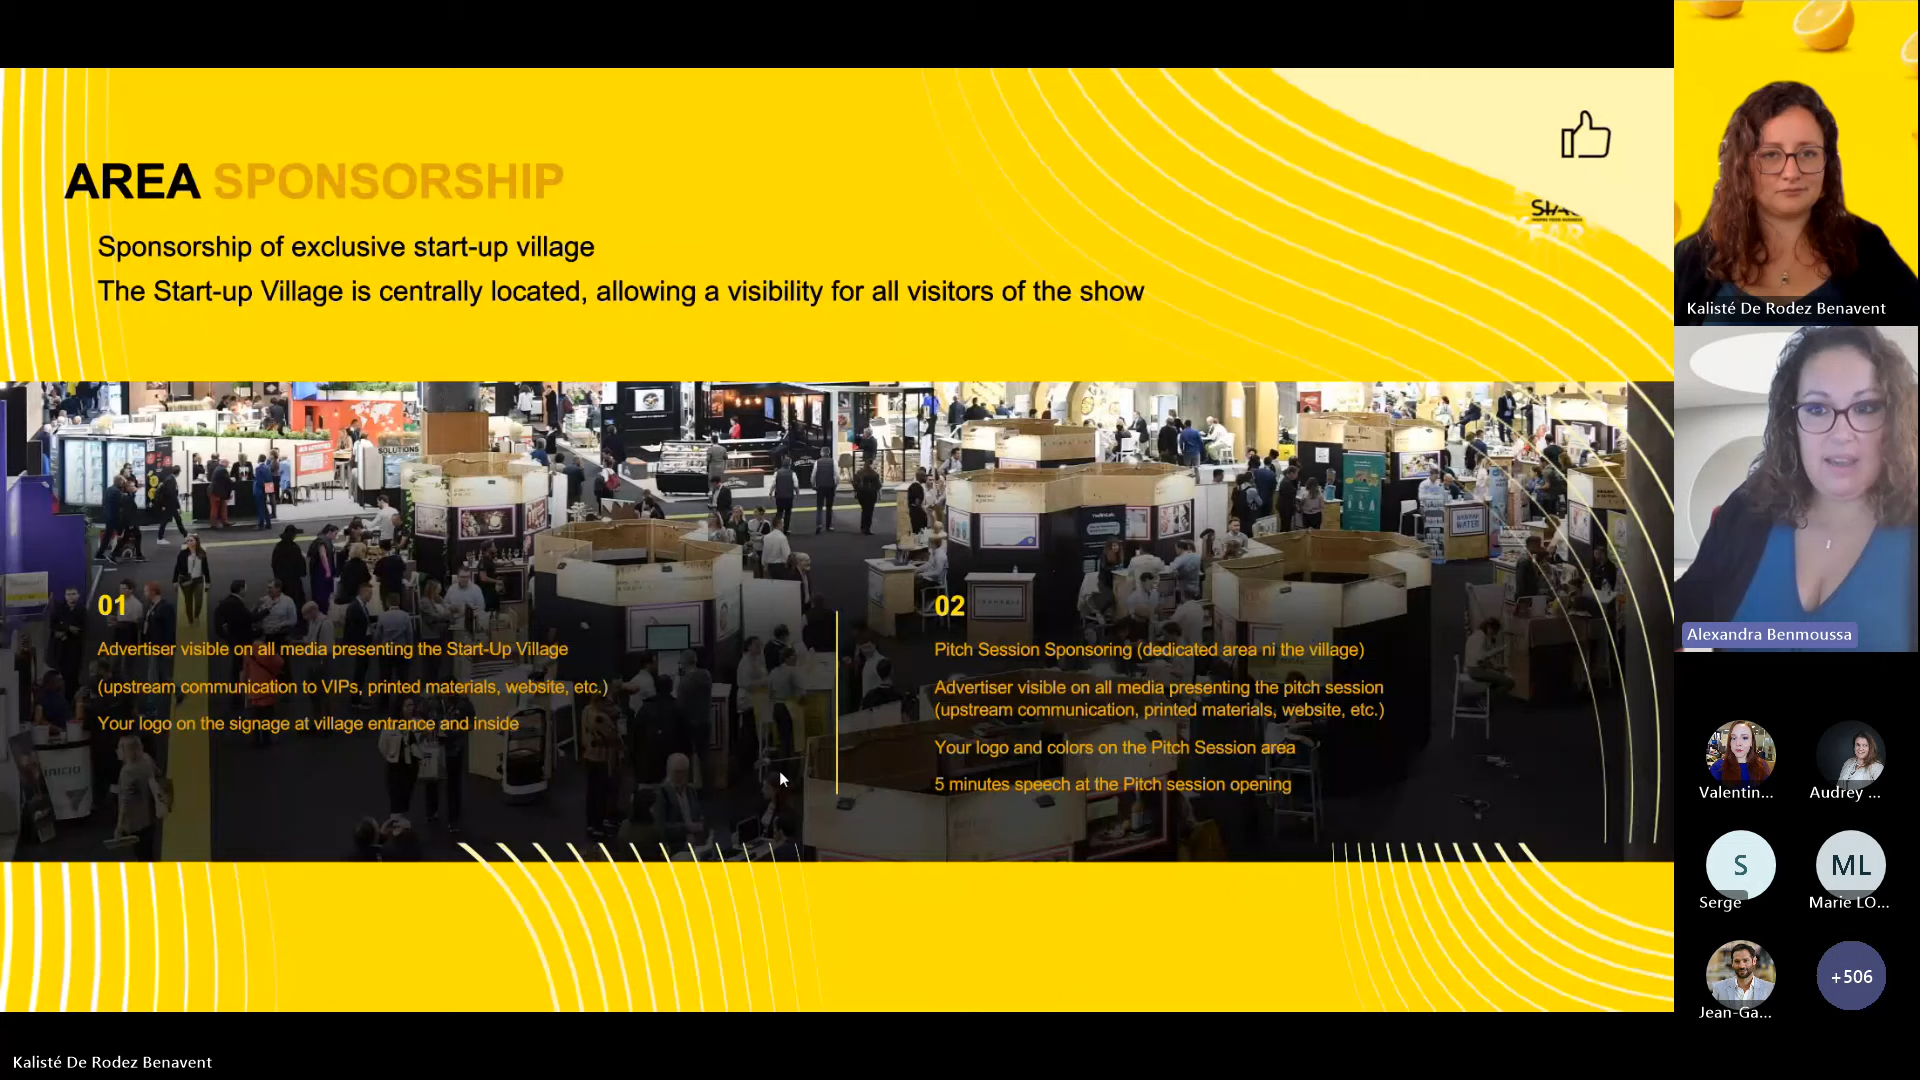 AREA SPONSORSHIP
Sponsorship of exclusive start-up village
The Start-up Village is centrally located, allowing a visibility for all visitors of the show
SOLUTIONS
WATER
INICIO
01
Advertiser visible on all media presenting the Start-Up Village
(upstream communication to VIPs, printed materials, website, etc.)
Your logo on the signage at village entrance and inside
02
Pitch Session Sponsoring (dedicated area ni the village)
Advertiser visible on all media presenting the pitch session
(upstream communication, printed materials, website, etc.)
Your logo and colors on the Pitch Session area
5 minutes speech at the Pitch session opening
Kalisté De Rodez Benavent
Alexandra Benmoussa
Valentin...
Audrey ...
S
Serge
ML
Marie LO...
Jean-Ga...
+506
Kalisté De Rodez Benavent